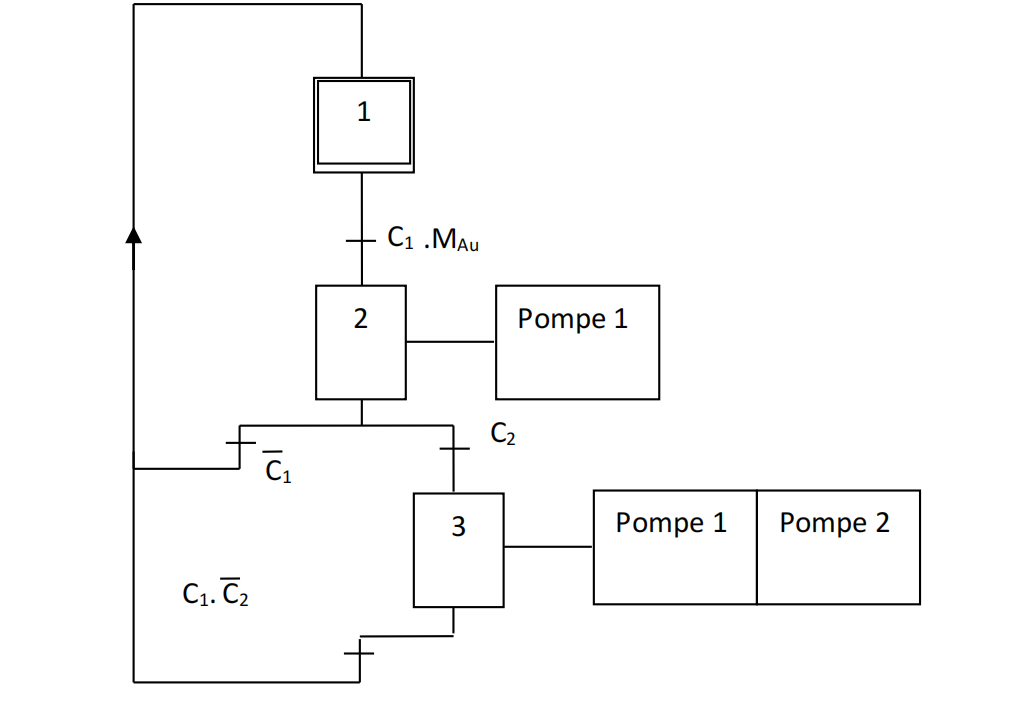 1
C₁ .M_Au
2
Pompe 1
C₂
C̅₁
3
Pompe 1
Pompe 2
C₁. C̅₂